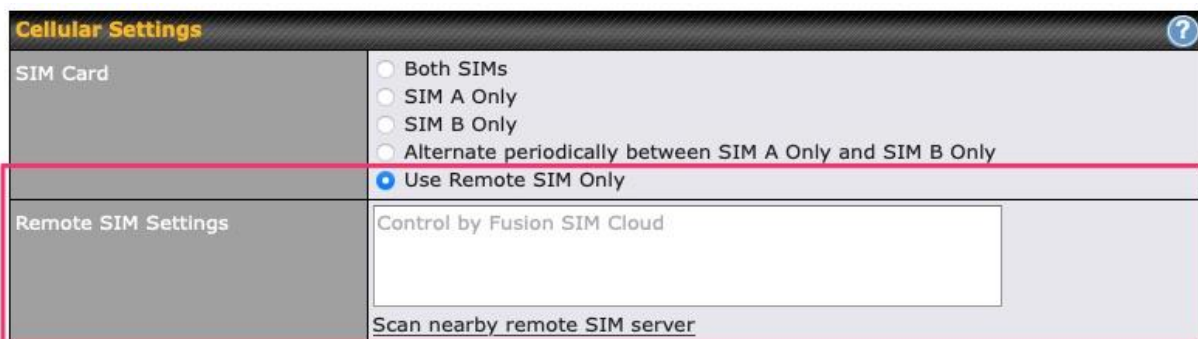 Cellular Settings
?
SIM Card
Both SIMs
SIM A Only
SIM B Only
Alternate periodically between SIM A Only and SIM B Only
Use Remote SIM Only
Remote SIM Settings
Control by Fusion SIM Cloud
Scan nearby remote SIM server